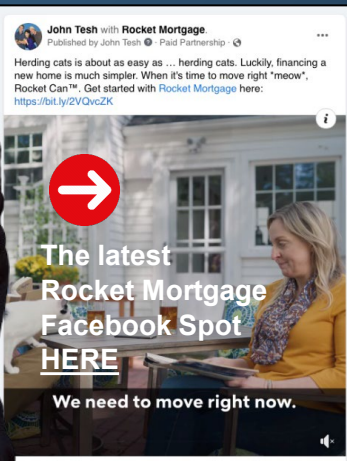 John Tesh with Rocket Mortgage.
Published by John Tesh · Paid Partnership ·
Herding cats is about as easy as … herding cats. Luckily, financing a
new home is much simpler. When it's time to move right *meow*,
Rocket Can™. Get started with Rocket Mortgage here:
https://bit.ly/2VQvcZK
i
The latest
Rocket Mortgage
Facebook Spot
HERE
We need to move right now.